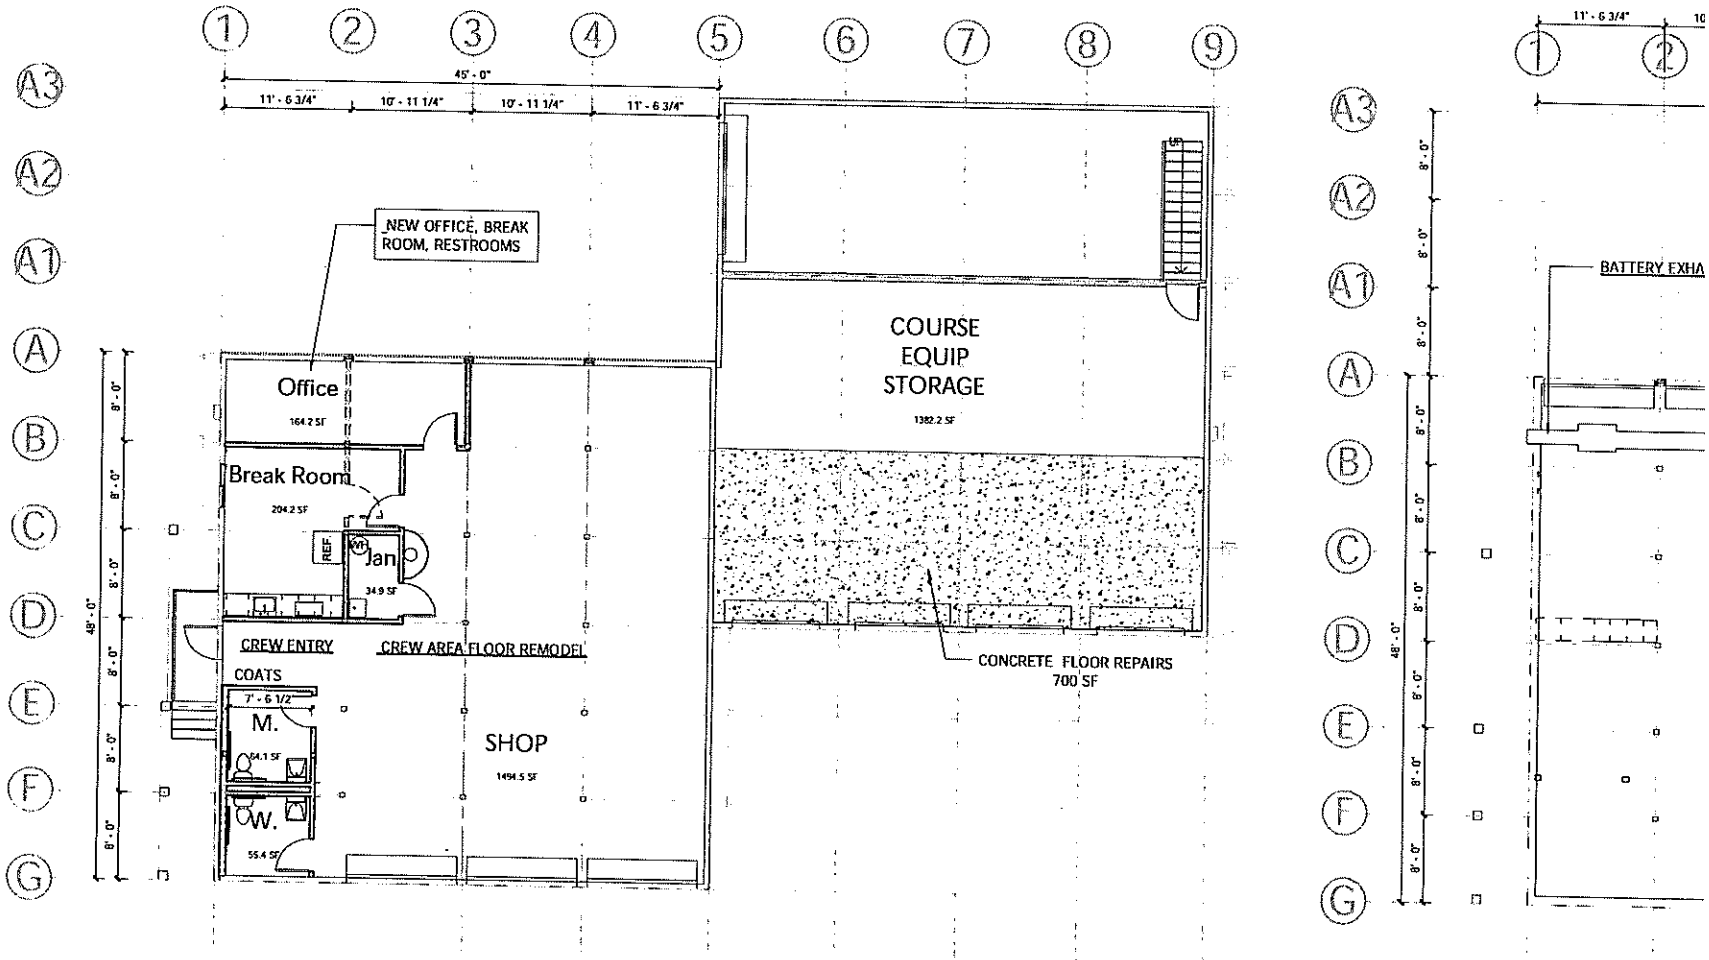 1 2 3 4 5 6 7 8 9
45' - 0"
11' - 6 3/4" 10' - 11 1/4" 10' - 11 1/4" 11' - 6 3/4"
A3
A2
A1
A
B
C
D
E
F
G
8' - 0"
8' - 0"
8' - 0"
8' - 0"
8' - 0"
8' - 0"
48' - 0"
NEW OFFICE, BREAK
ROOM, RESTROOMS
UP
COURSE
EQUIP
STORAGE
1382.2 SF
Office
164.2 SF
Break Room
204.2 SF
REF.
WH
Jan
34.9 SF
CREW ENTRY
CREW AREA FLOOR REMODEL
COATS
7' - 6 1/2"
M.
64.1 SF
W.
55.4 SF
SHOP
1494.5 SF
CONCRETE FLOOR REPAIRS
700 SF
11' - 6 3/4" 10
1 2
A3
A2
A1
A
B
C
D
E
F
G
8' - 0"
8' - 0"
8' - 0"
8' - 0"
8' - 0"
8' - 0"
8' - 0"
8' - 0"
8' - 0"
48' - 0"
BATTERY EXHA